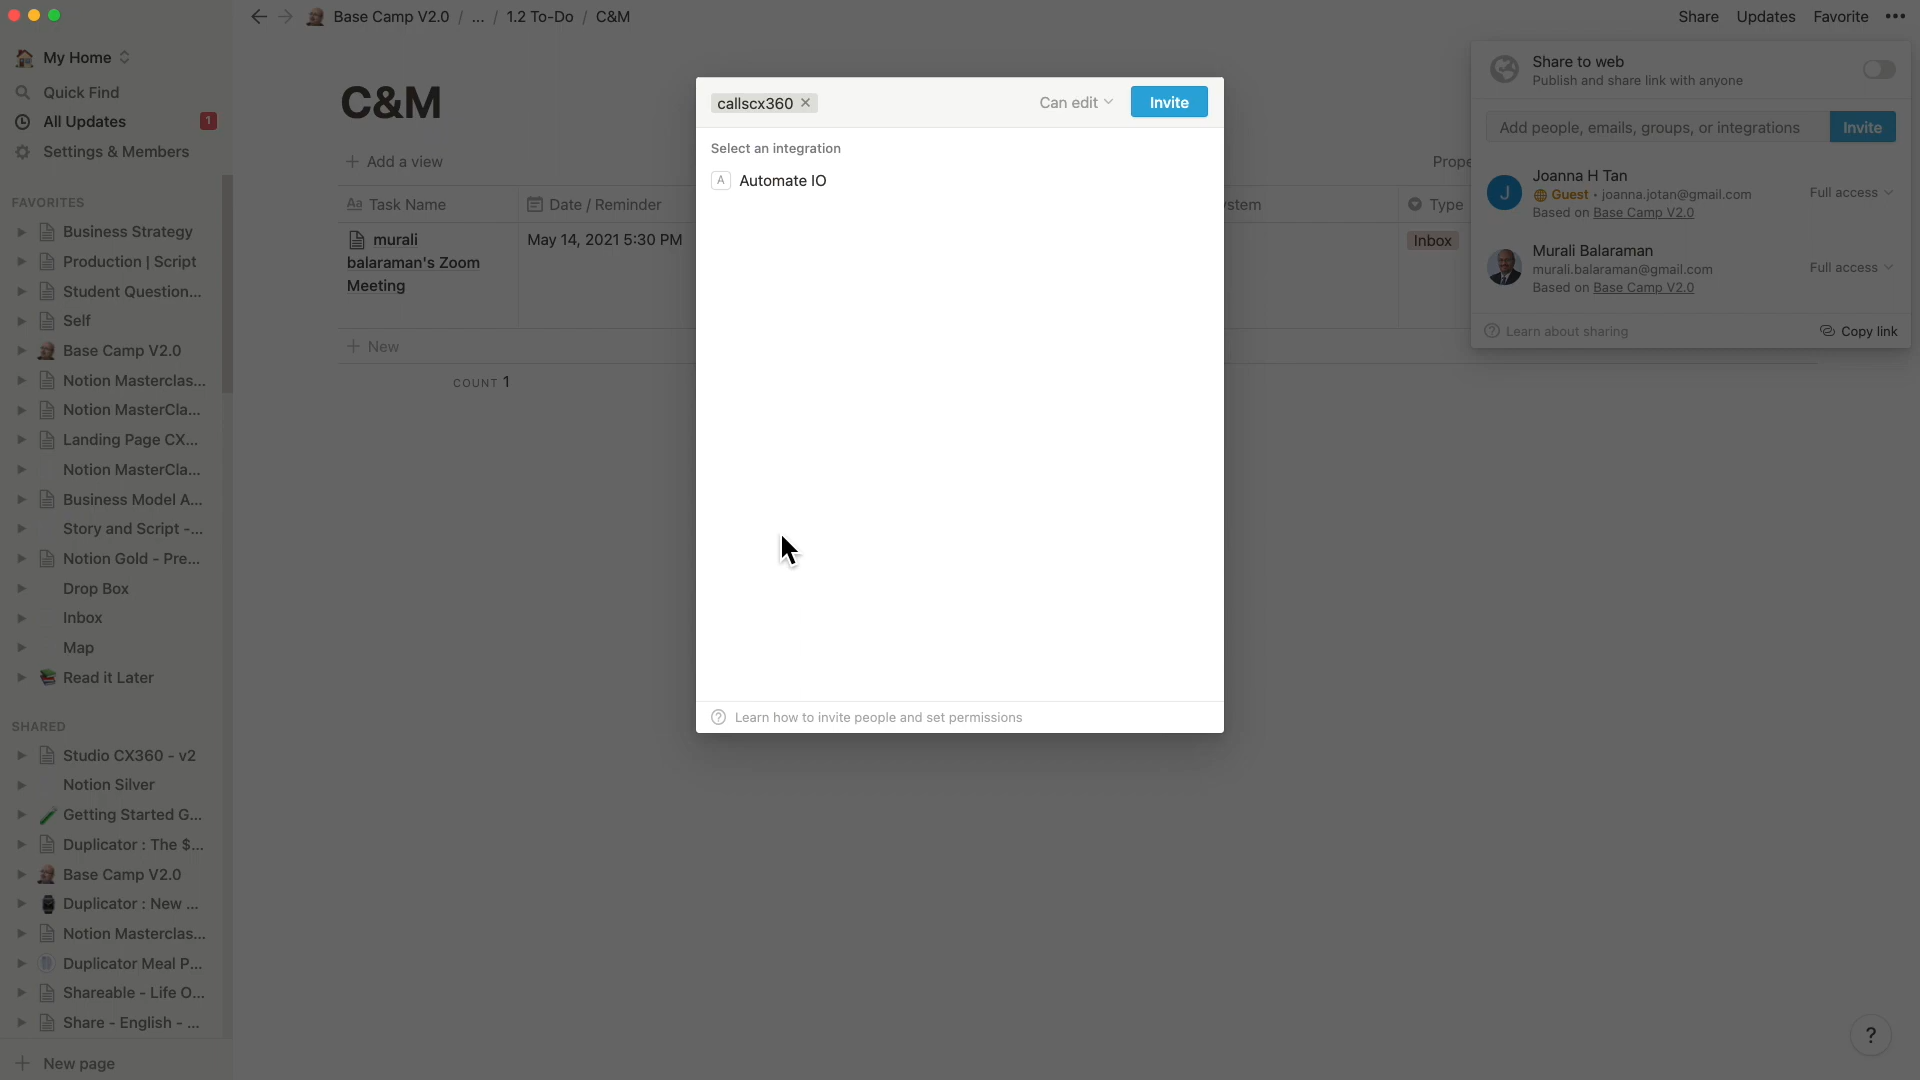 Base Camp V2.0 / ... / 1.2 To-Do / C&M
Share Updates Favorite •••
My Home
Quick Find
All Updates 1
Settings & Members
FAVORITES
Business Strategy
Production | Script
Student Question...
Self
Base Camp V2.0
Notion Masterclas...
Notion MasterCla...
Landing Page CX...
Notion MasterCla...
Business Model A...
Story and Script -...
Notion Gold - Pre...
Drop Box
Inbox
Map
Read it Later
SHARED
Studio CX360 - v2
Notion Silver
Getting Started G...
Duplicator : The $...
Base Camp V2.0
Duplicator : New ...
Notion Masterclas...
Duplicator Meal P...
Shareable - Life O...
Share - English - ...
New page
C&M
Add a view
Prope
Aa Task Name Date / Reminder stem Type
murali
balaraman's Zoom
Meeting
May 14, 2021 5:30 PM
Inbox
New
COUNT 1
callscx360 Can edit Invite
Select an integration
A Automate IO
Learn how to invite people and set permissions
Share to web
Publish and share link with anyone
Add people, emails, groups, or integrations Invite
J Joanna H Tan
Guest • joanna.jotan@gmail.com
Based on Base Camp V2.0
Full access
Murali Balaraman
murali.balaraman@gmail.com
Based on Base Camp V2.0
Full access
Learn about sharing Copy link
?